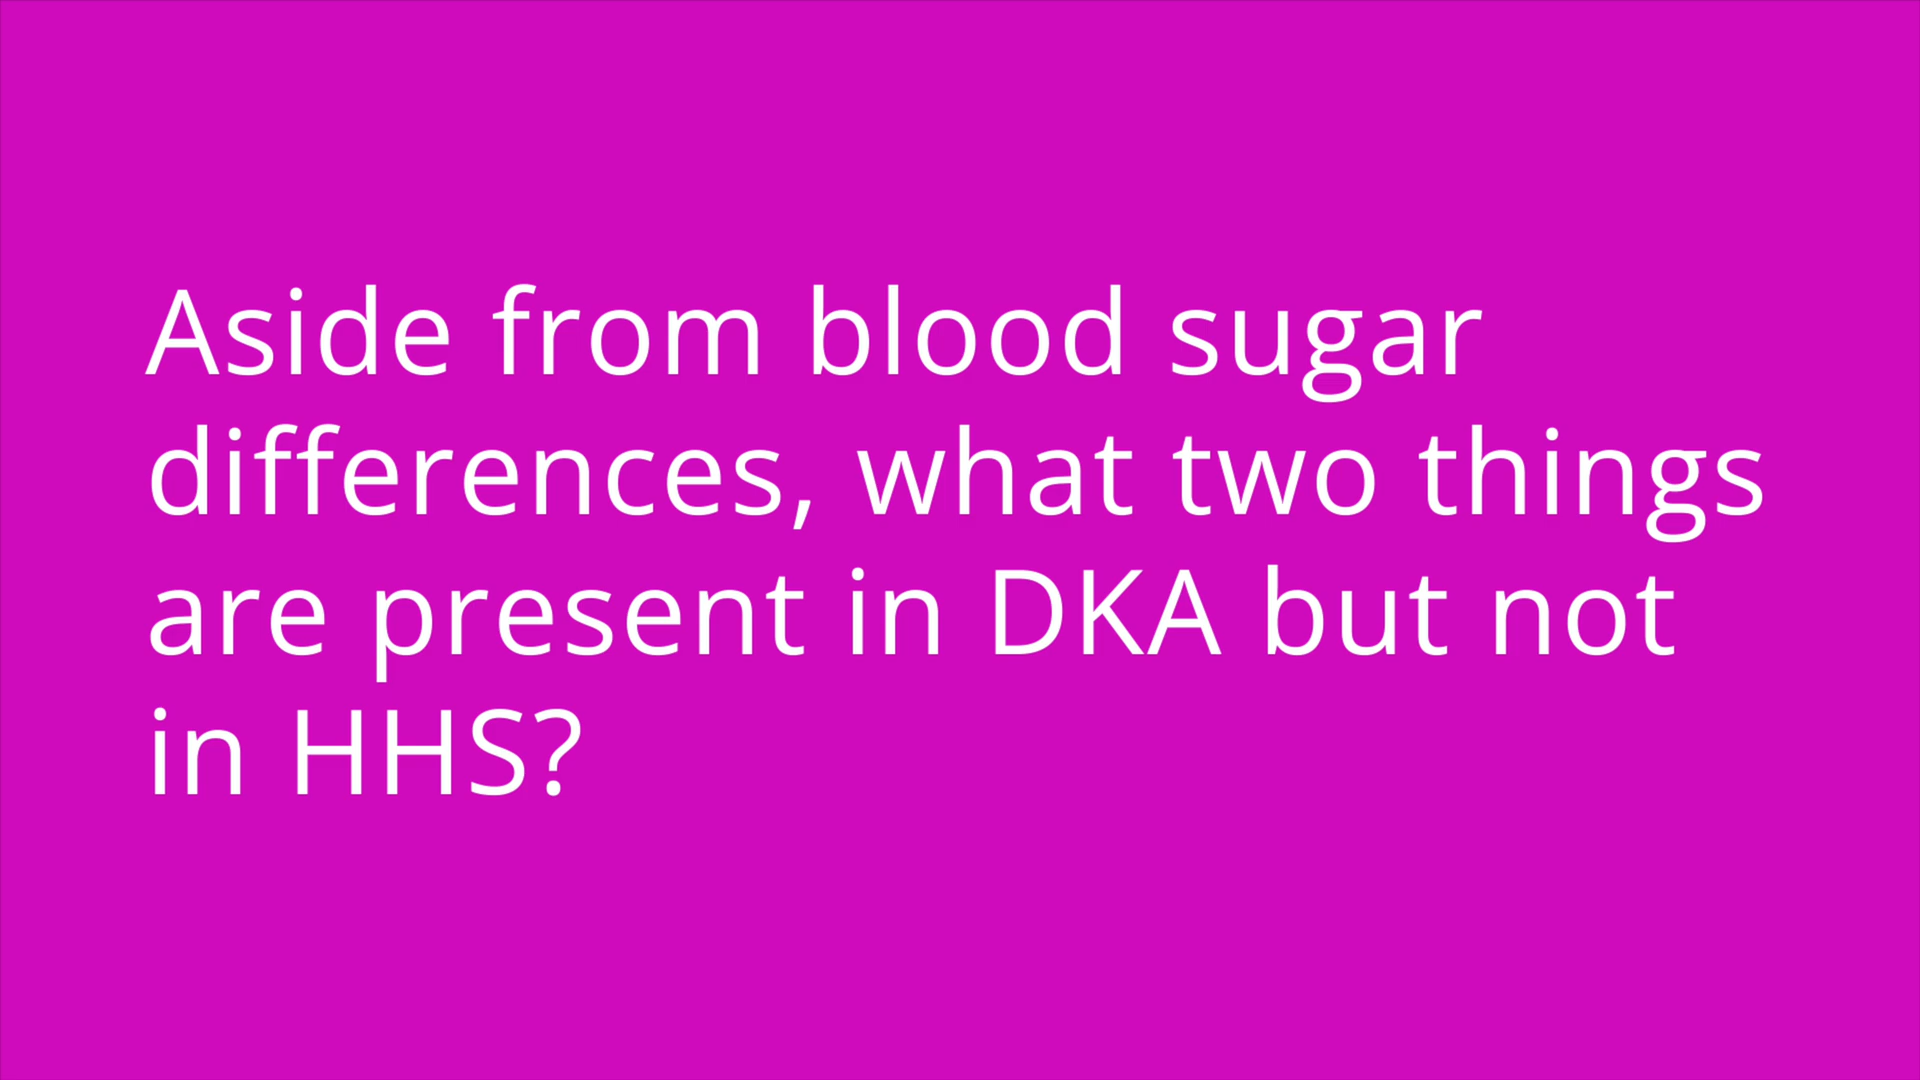 Aside from blood sugar
differences, what two things
are present in DKA but not
in HHS?